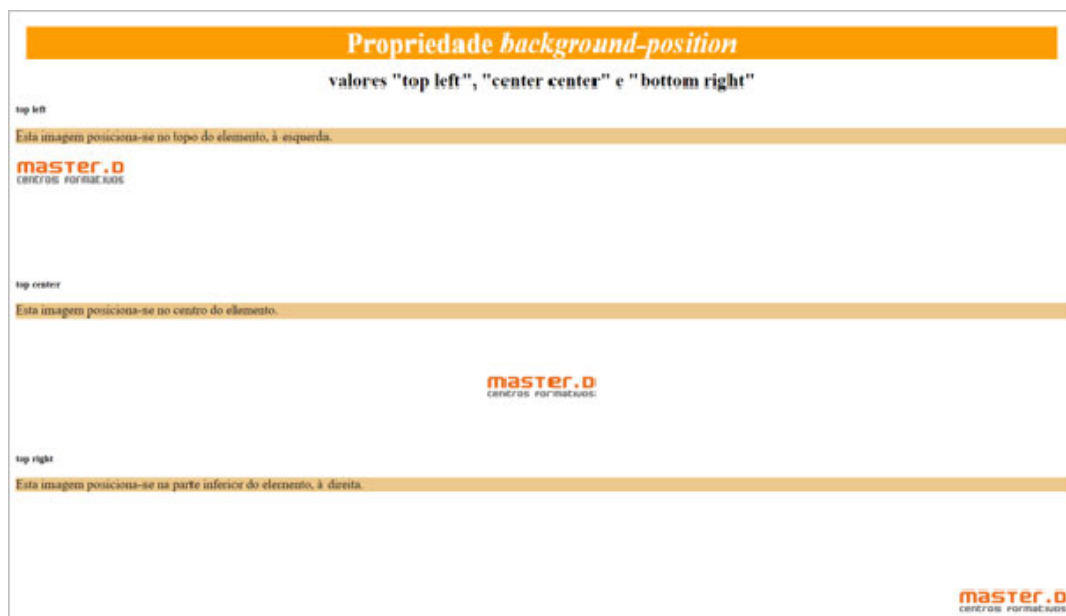 Propriedade background-position
valores "top left", "center center" e "bottom right"
top left
Esta imagem posiciona-se no topo do elemento, à esquerda.
master.D
centros formativos
top center
Esta imagem posiciona-se no centro do elemento.
master.D
centros formativos
top right
Esta imagem posiciona-se na parte inferior do elemento, à direita.
master.D
centros formativos